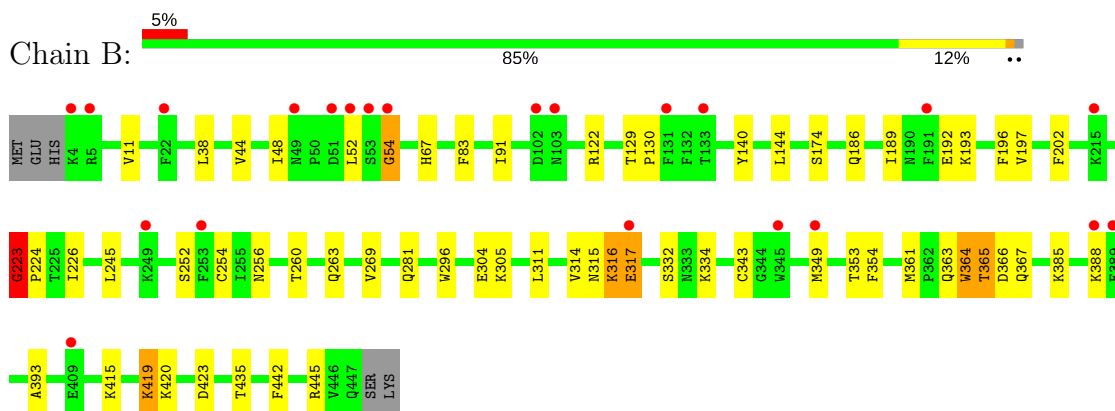 5%
Chain B:
85% 12% ••
MET GLU HIS K4 R5 V11 F22 L38 V44 I48 N49 P50 D51 L52 S53 G54 H67 F83 I91 D102 N103 R122 T129 P130 F131 F132 T133 Y140 L144 S174 Q186 I189 N190 F191 E192 K193 F196 V197 F202 K215
G223 P224 T225 I226 L245 K249 S252 F253 C254 I255 N256 T260 Q263 V269 Q281 W296 E304 K305 L311 V314 N315 K316 E317 S332 N333 K334 C343 G344 W345 M349 T353 F354 M361 P362 Q363 W364 T365 D366 Q367 K385 K388
A393 E409 K415 K419 K420 D423 T435 F442 R445 V446 Q447 SER LYS